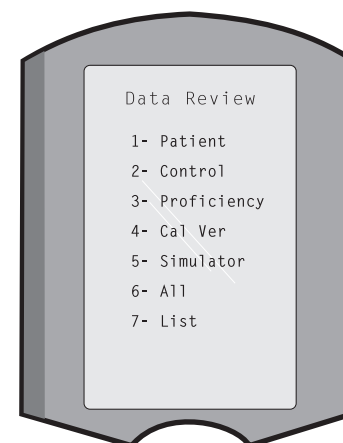 Data Review
1- Patient
2- Control
3- Proficiency
4- Cal Ver
5- Simulator
6- All
7- List